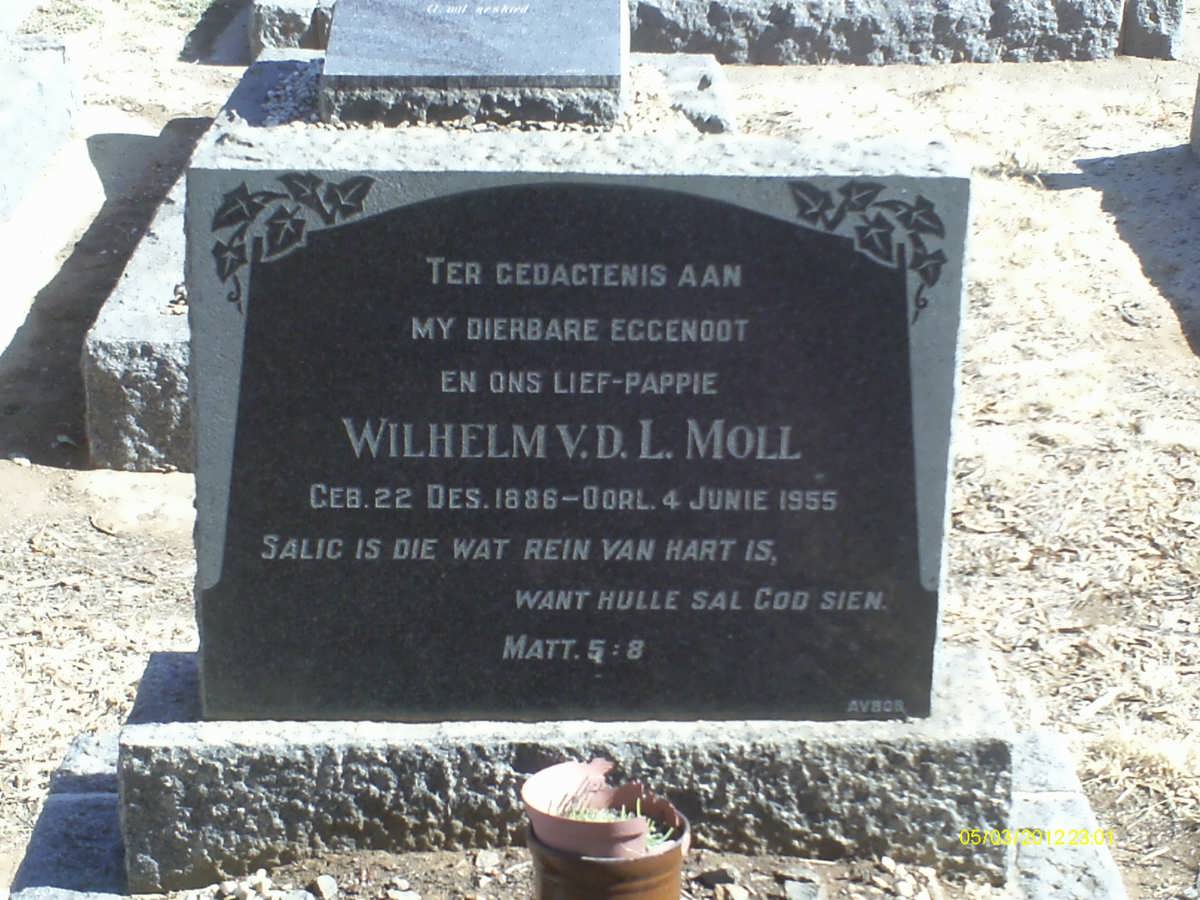 TER GEDAGTENIS AAN
MY DIERBARE EGGENOOT
EN ONS LIEF-PAPPIE
WILHELM V.D. L. MOLL
GEB. 22 DES. 1886 – OORL. 4 JUNIE 1955
SALIG IS DIE WAT REIN VAN HART IS,
WANT HULLE SAL GOD SIEN.
MATT. 5:8
AVBOB
05/03/2012 23:01